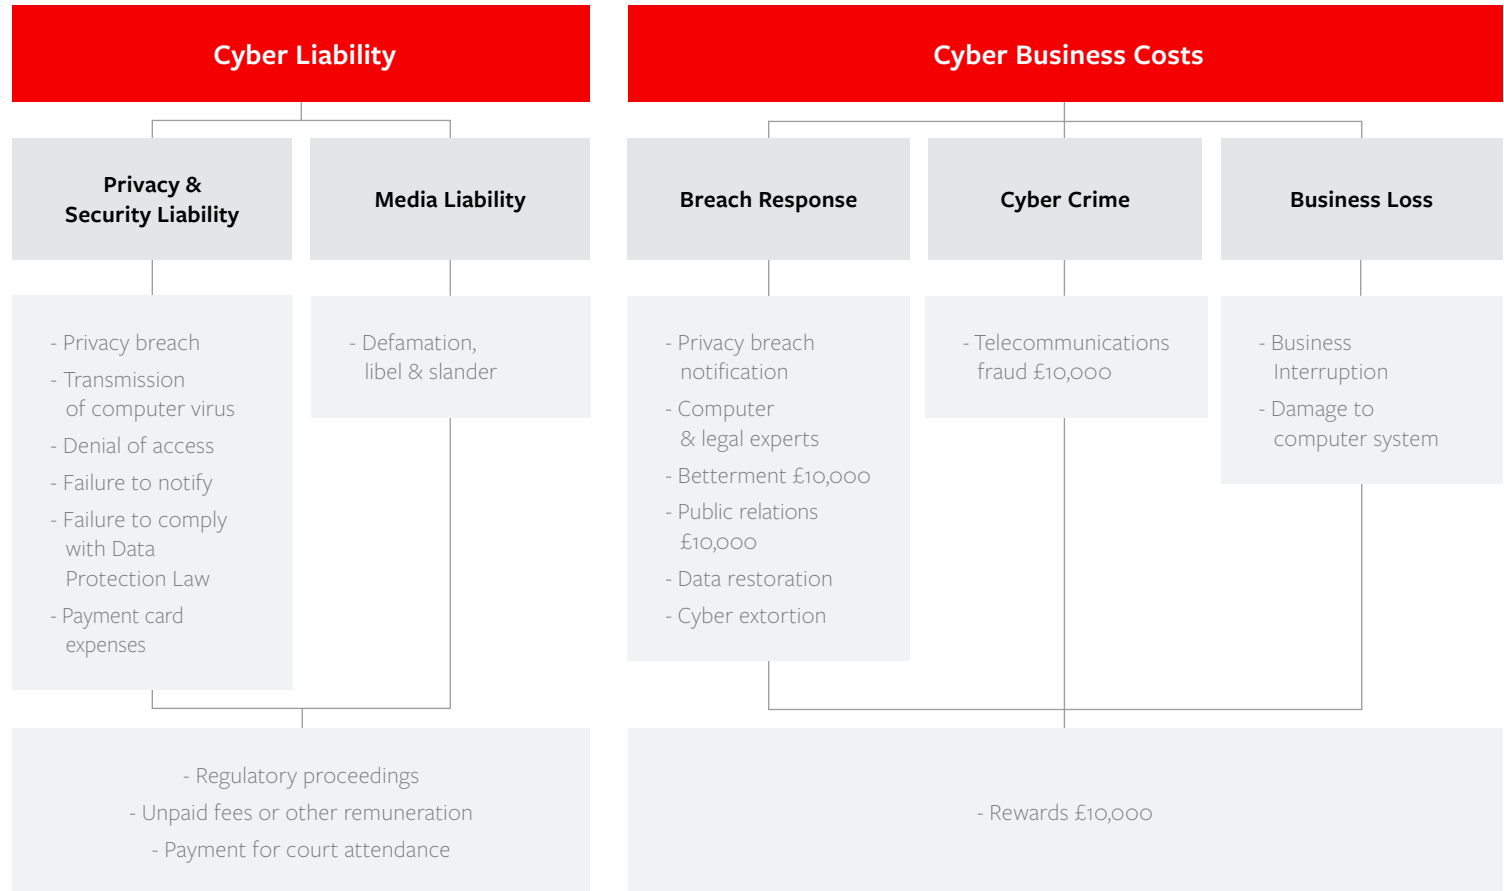 Cyber Liability
Privacy &
Security Liability
- Privacy breach
- Transmission
of computer virus
- Denial of access
- Failure to notify
- Failure to comply
with Data
Protection Law
- Payment card
expenses
Media Liability
- Defamation,
libel & slander
- Regulatory proceedings
- Unpaid fees or other remuneration
- Payment for court attendance
Cyber Business Costs
Breach Response
- Privacy breach
notification
- Computer
& legal experts
- Betterment £10,000
- Public relations
£10,000
- Data restoration
- Cyber extortion
Cyber Crime
- Telecommunications
fraud £10,000
Business Loss
- Business
Interruption
- Damage to
computer system
- Rewards £10,000